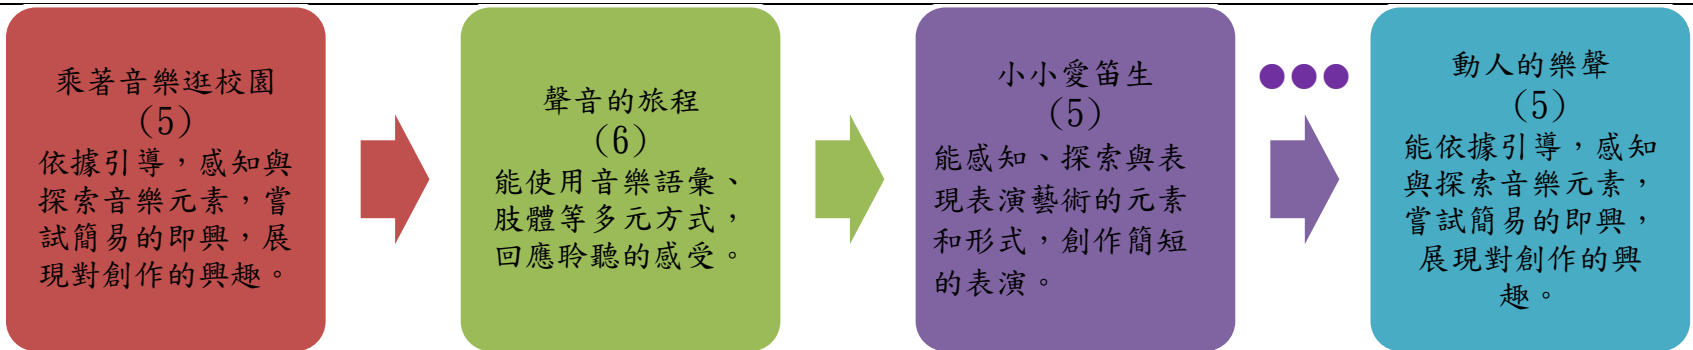 乘著音樂逛校園
(5)
依據引導，感知與
探索音樂元素，嘗
試簡易的即興，展
現對創作的興趣。
聲音的旅程
(6)
能使用音樂語彙、
肢體等多元方式，
回應聆聽的感受。
小小愛笛生
(5)
能感知、探索與表
現表演藝術的元素
和形式，創作簡短
的表演。
動人的樂聲
(5)
能依據引導，感知
與探索音樂元素，
嘗試簡易的即興，
展現對創作的興
趣。